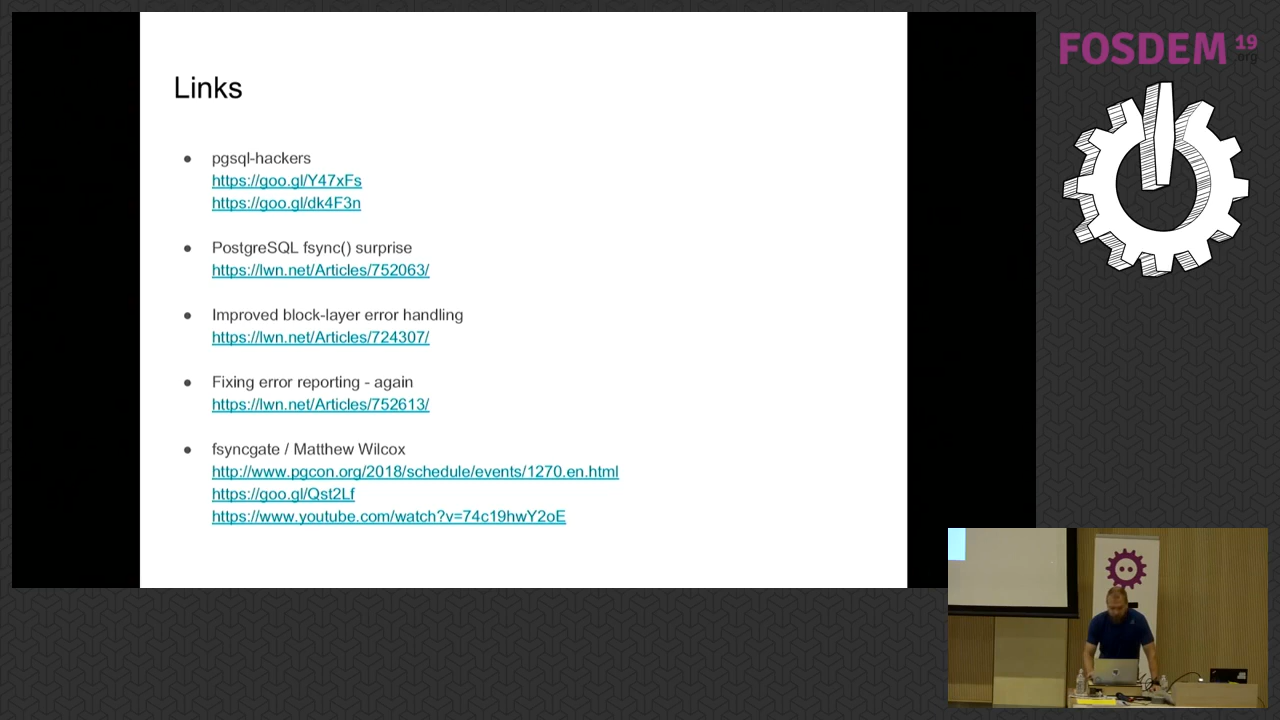 Links
pgsql-hackers
https://goo.gl/Y47xFs
https://goo.gl/dk4F3n
PostgreSQL fsync() surprise
https://lwn.net/Articles/752063/
Improved block-layer error handling
https://lwn.net/Articles/724307/
Fixing error reporting - again
https://lwn.net/Articles/752613/
fsyncgate / Matthew Wilcox
http://www.pgcon.org/2018/schedule/events/1270.en.html
https://goo.gl/Qst2Lf
https://www.youtube.com/watch?v=74c19hwY2oE
FOSDEM 19
.org